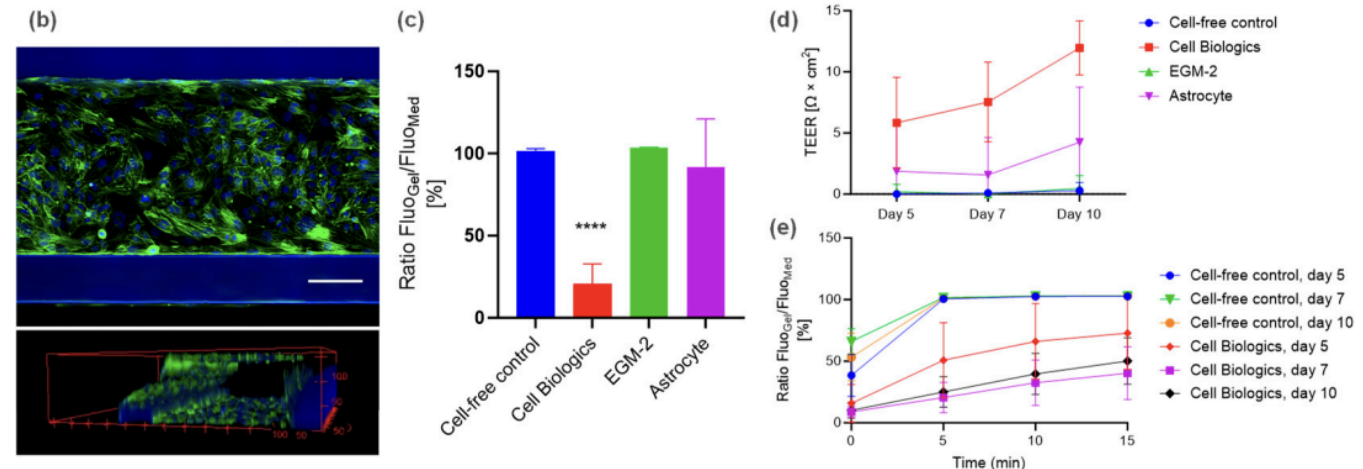 (b)
100
50
100 50
50
(c)
Ratio FluoGel/FluoMed
[%]
150
100
50
0
****
Cell-free control
Cell Biologics
EGM-2
Astrocyte
(d)
TEER [Ω × cm²]
15
10
5
0
Day 5 Day 7 Day 10
Cell-free control
Cell Biologics
EGM-2
Astrocyte
(e)
Ratio FluoGel/FluoMed
[%]
150
100
50
0
0 5 10 15
Time (min)
Cell-free control, day 5
Cell-free control, day 7
Cell-free control, day 10
Cell Biologics, day 5
Cell Biologics, day 7
Cell Biologics, day 10